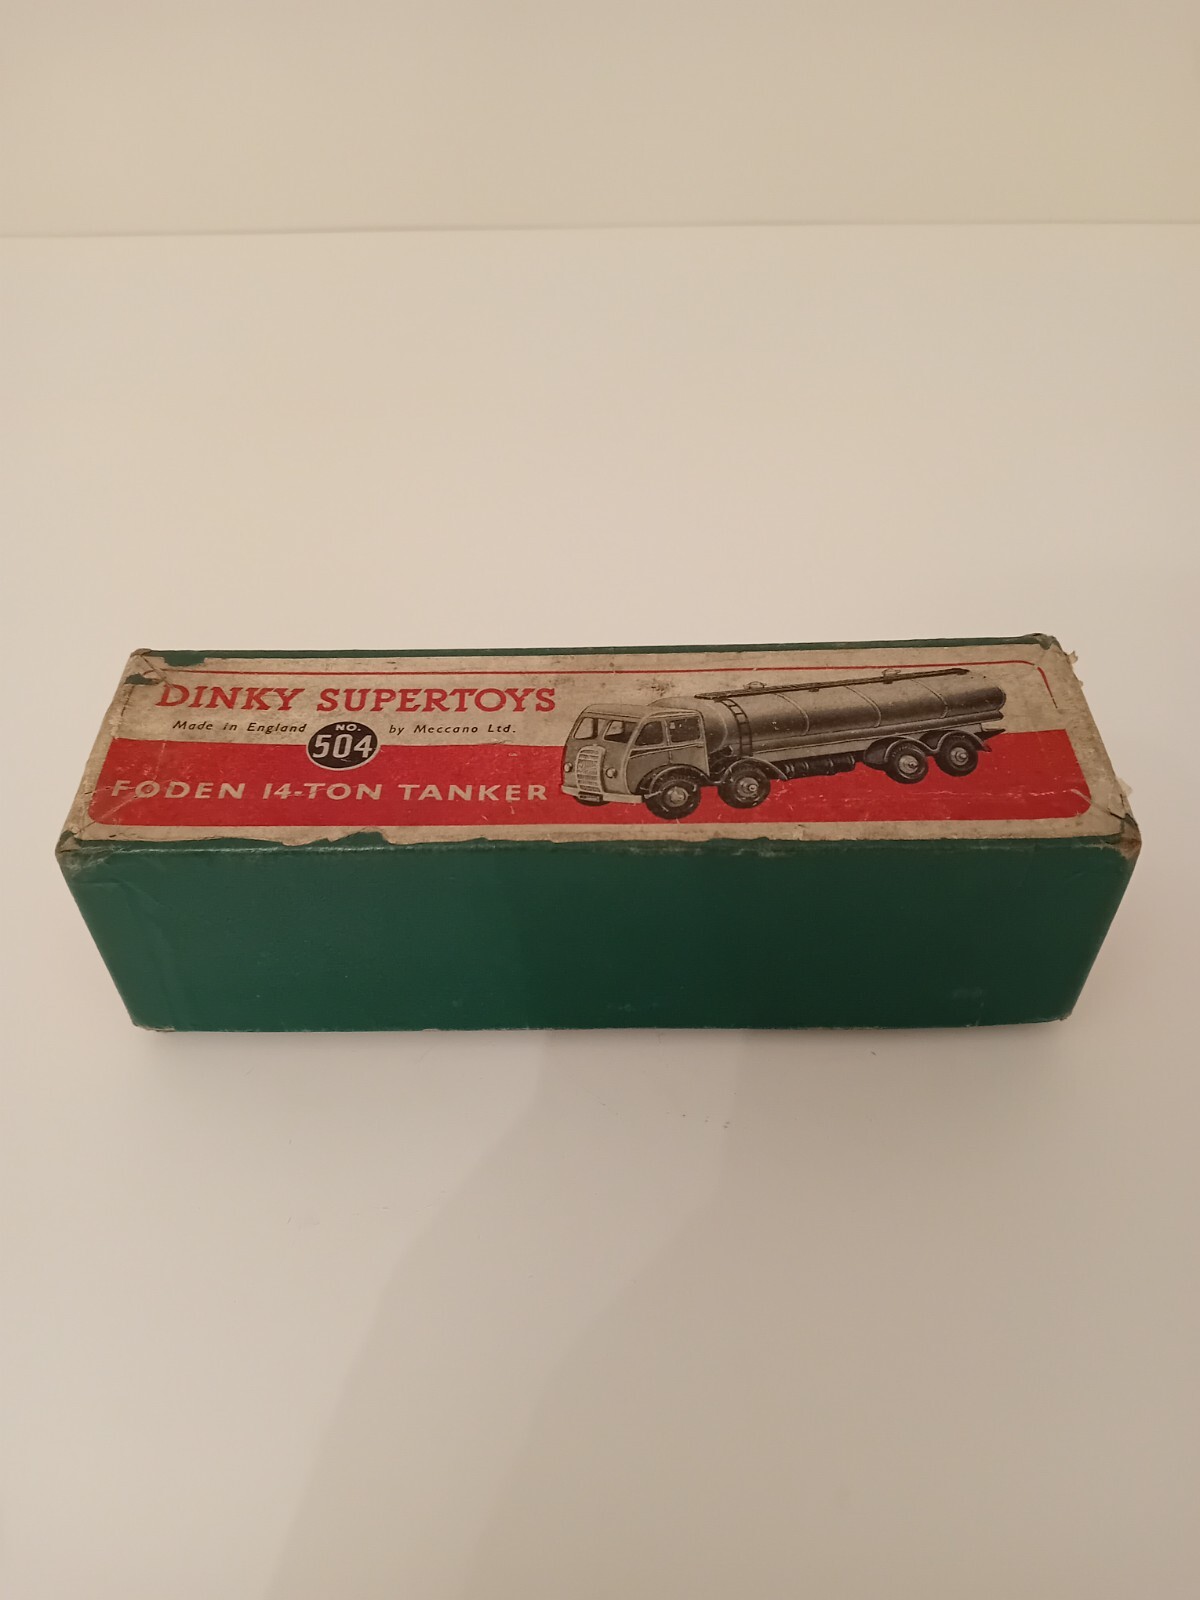 DINKY SUPERTOYS
Made in England NO. 504 by Meccano Ltd.
FODEN 14-TON TANKER